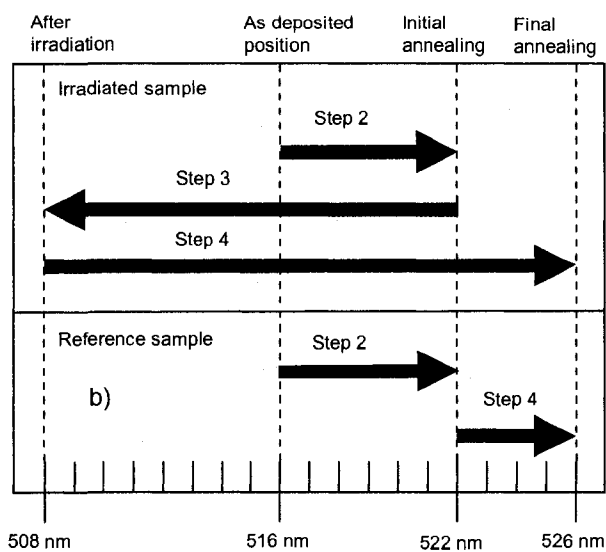 After irradiation
As deposited position
Initial annealing
Final annealing
Irradiated sample
Step 2
Step 3
Step 4
Reference sample
Step 2
b)
Step 4
508 nm
516 nm
522 nm
526 nm